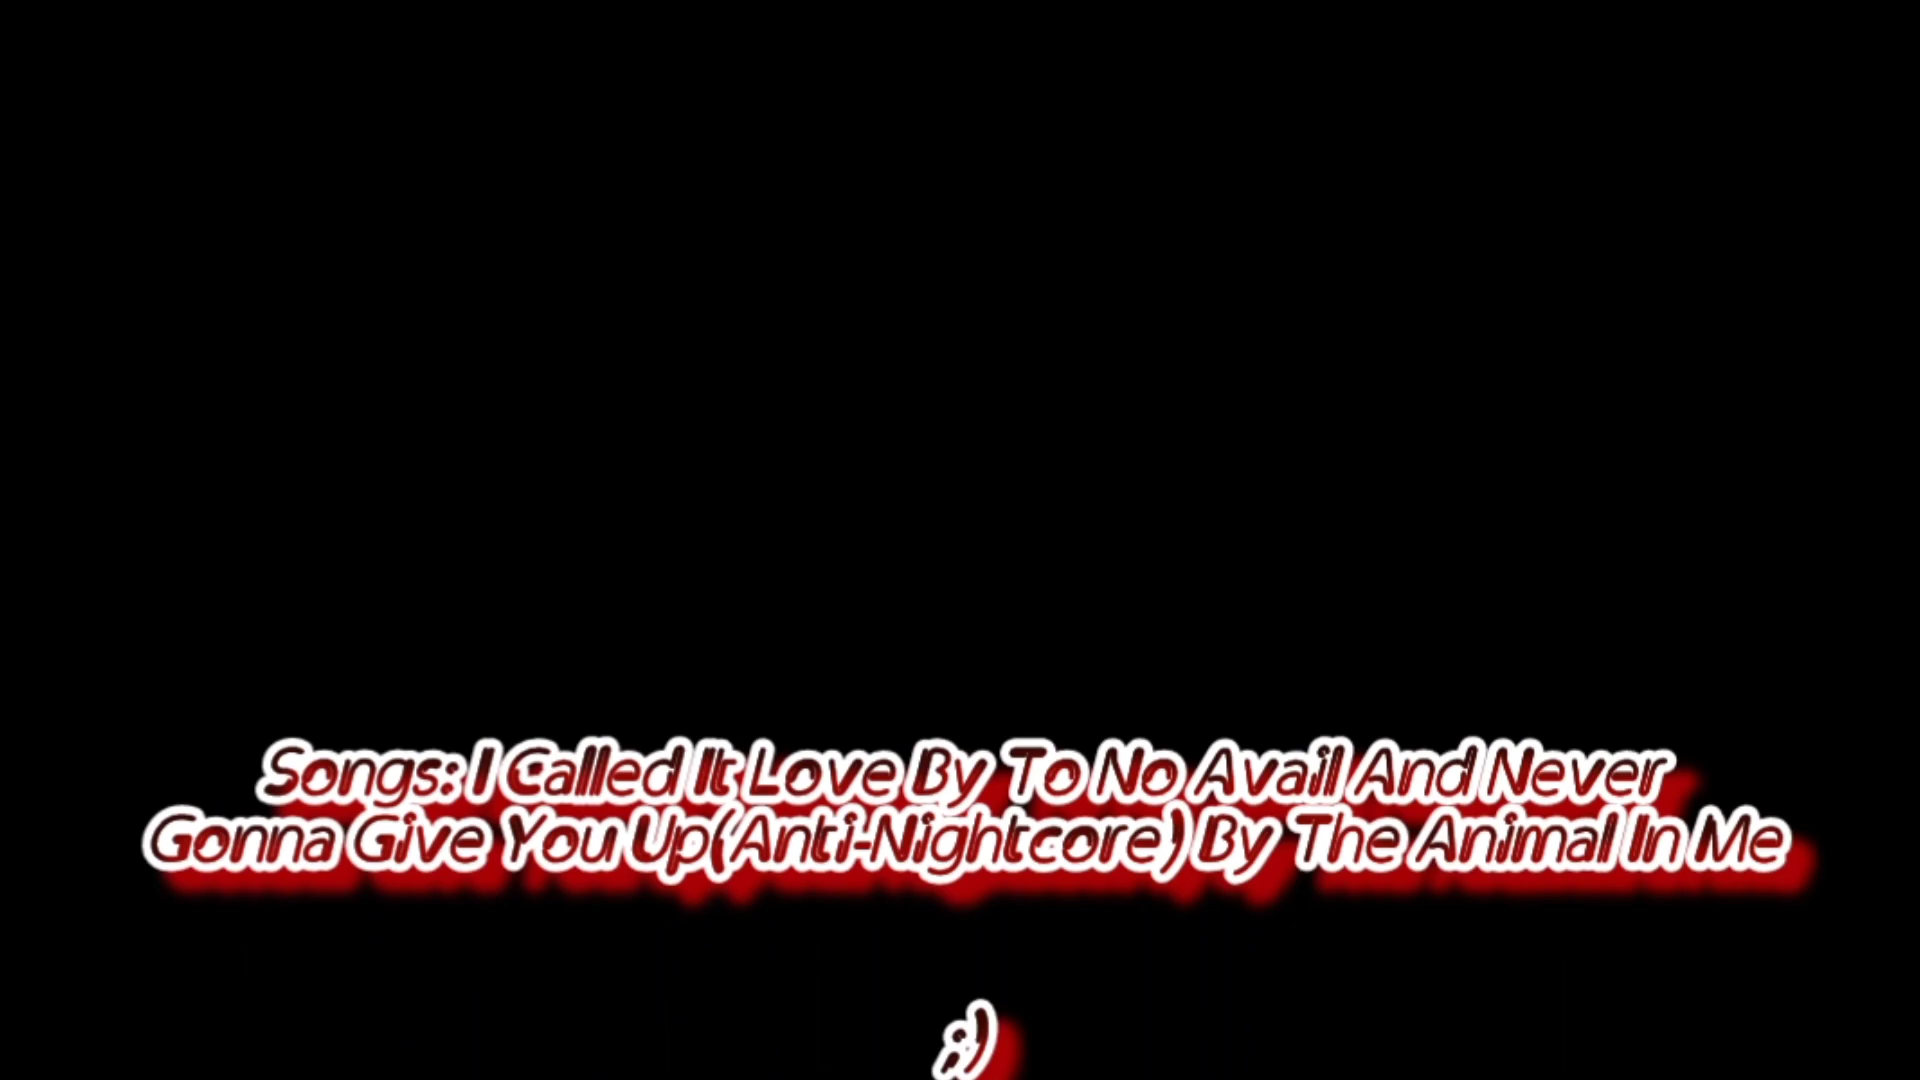 Songs: I Called It Love By To No Avail And Never
Gonna Give You Up(Anti-Nightcore) By The Animal In Me
;)